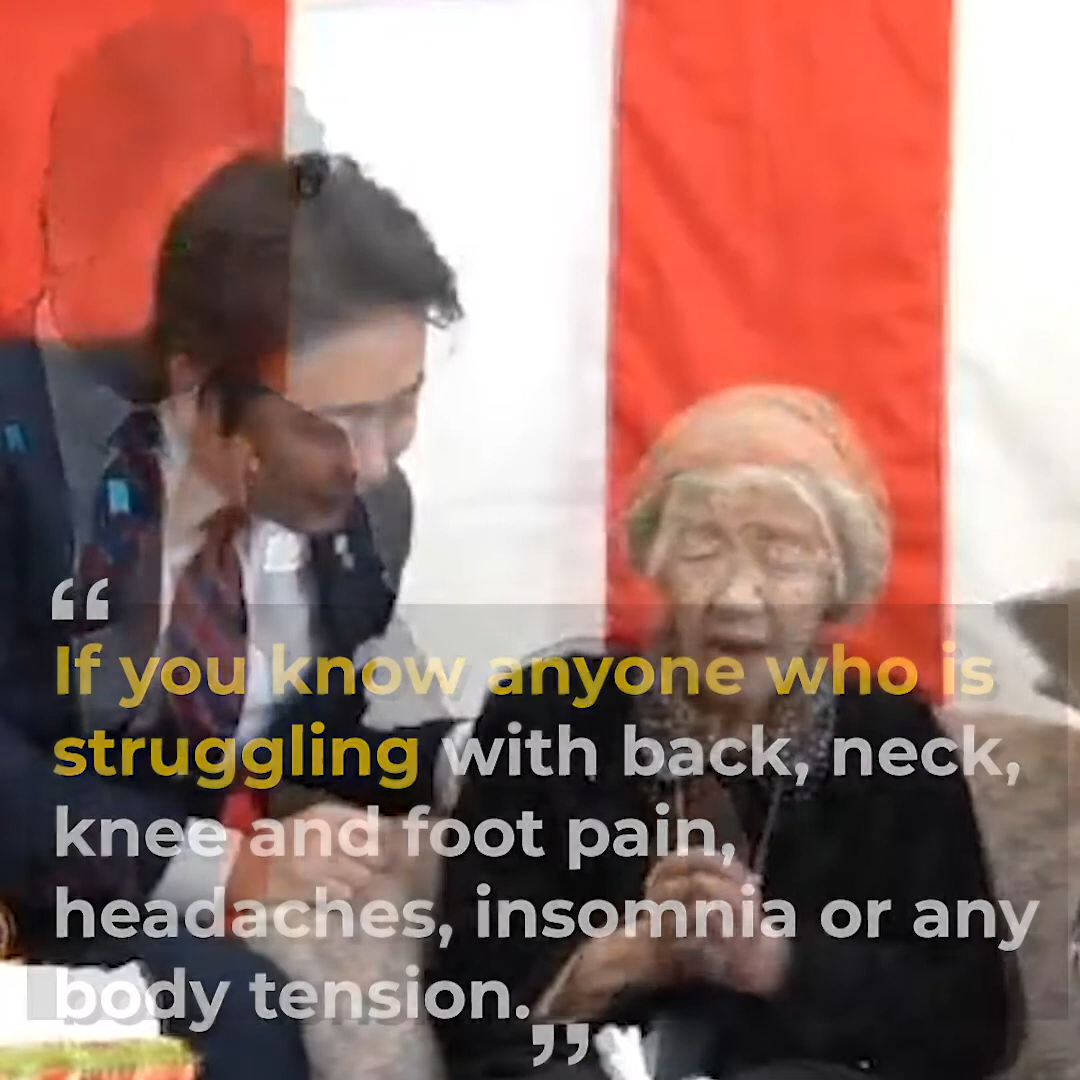 “
If you know anyone who is
struggling with back, neck,
knee and foot pain,
headaches, insomnia or any
body tension.
”